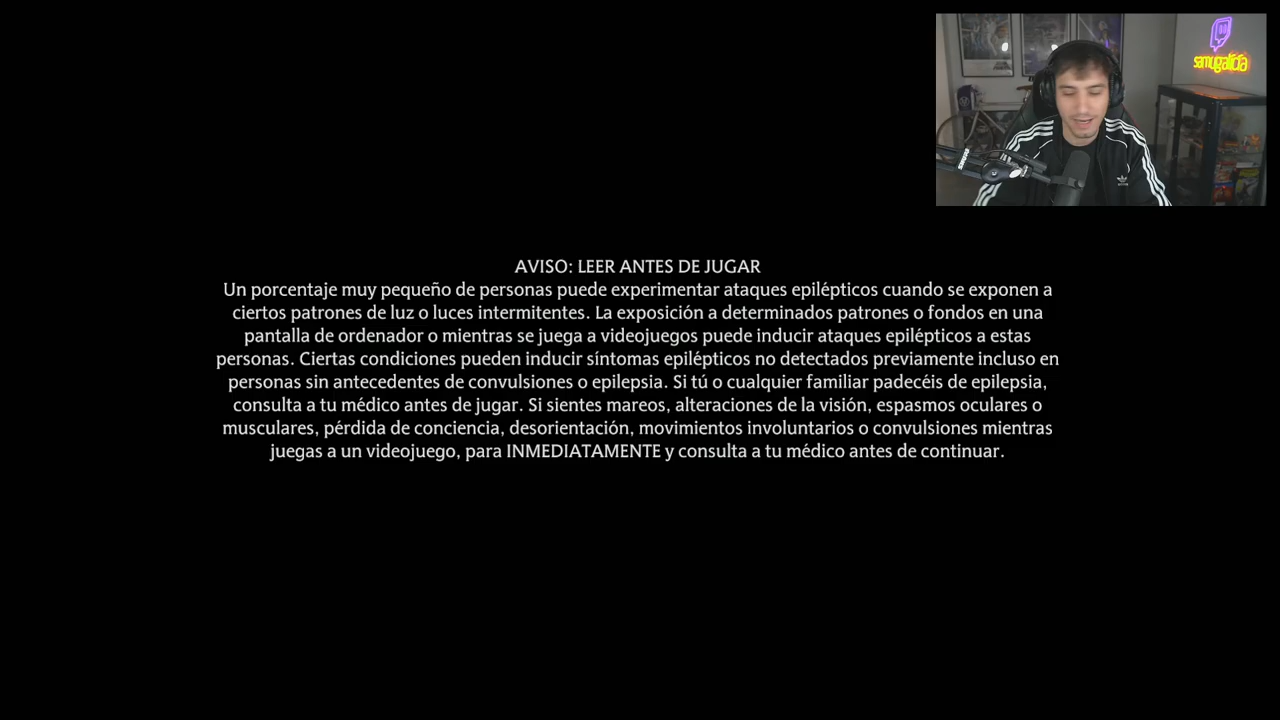 samugalicia
SHURE
AVISO: LEER ANTES DE JUGAR
Un porcentaje muy pequeño de personas puede experimentar ataques epilépticos cuando se exponen a
ciertos patrones de luz o luces intermitentes. La exposición a determinados patrones o fondos en una
pantalla de ordenador o mientras se juega a videojuegos puede inducir ataques epilépticos a estas
personas. Ciertas condiciones pueden inducir síntomas epilépticos no detectados previamente incluso en
personas sin antecedentes de convulsiones o epilepsia. Si tú o cualquier familiar padecéis de epilepsia,
consulta a tu médico antes de jugar. Si sientes mareos, alteraciones de la visión, espasmos oculares o
musculares, pérdida de conciencia, desorientación, movimientos involuntarios o convulsiones mientras
juegas a un videojuego, para INMEDIATAMENTE y consulta a tu médico antes de continuar.